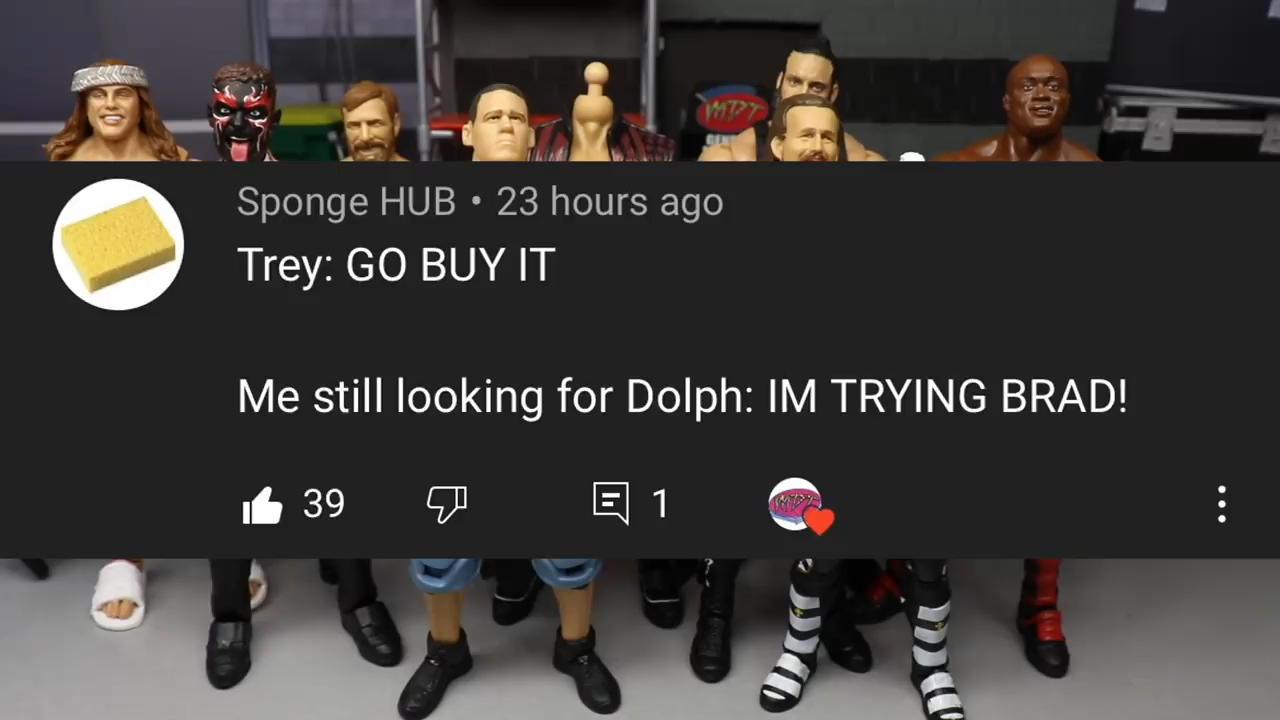 Sponge HUB • 23 hours ago
Trey: GO BUY IT
Me still looking for Dolph: IM TRYING BRAD!
39
1